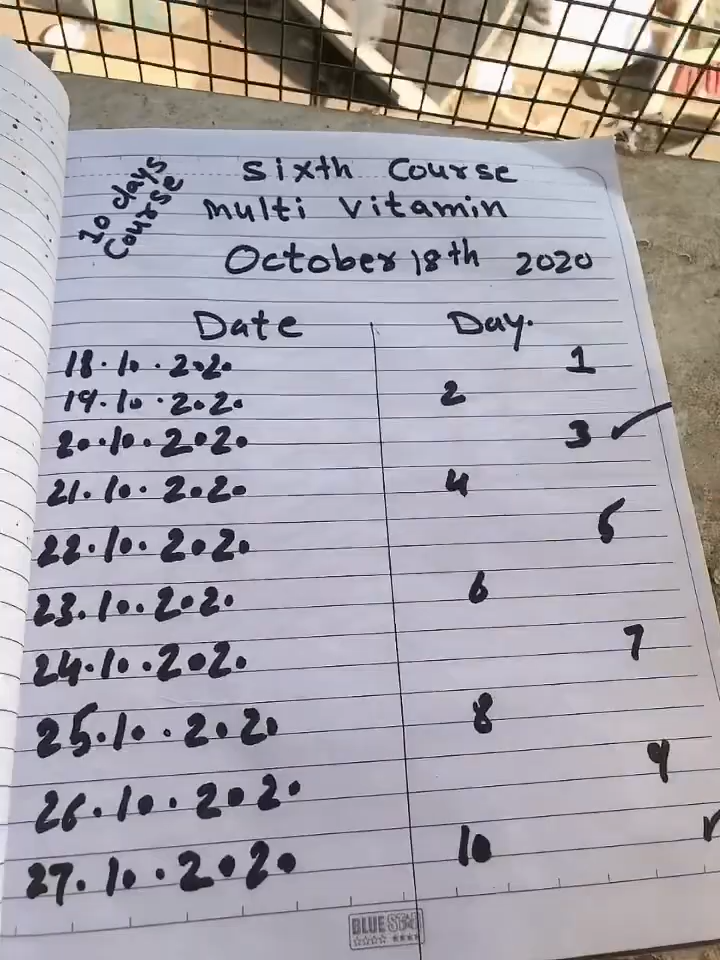 10 days
Course
Sixth Course
Multi Vitamin
October 18th 2020
Date Day.
18.10.2020 1
19.10.2020 2
20.10.2020 3
21.10.2020 4
22.10.2020 5
23.10.2020 6
24.10.2020 7
25.10.2020 8
26.10.2020 9
27.10.2020 10
BLUE STAR